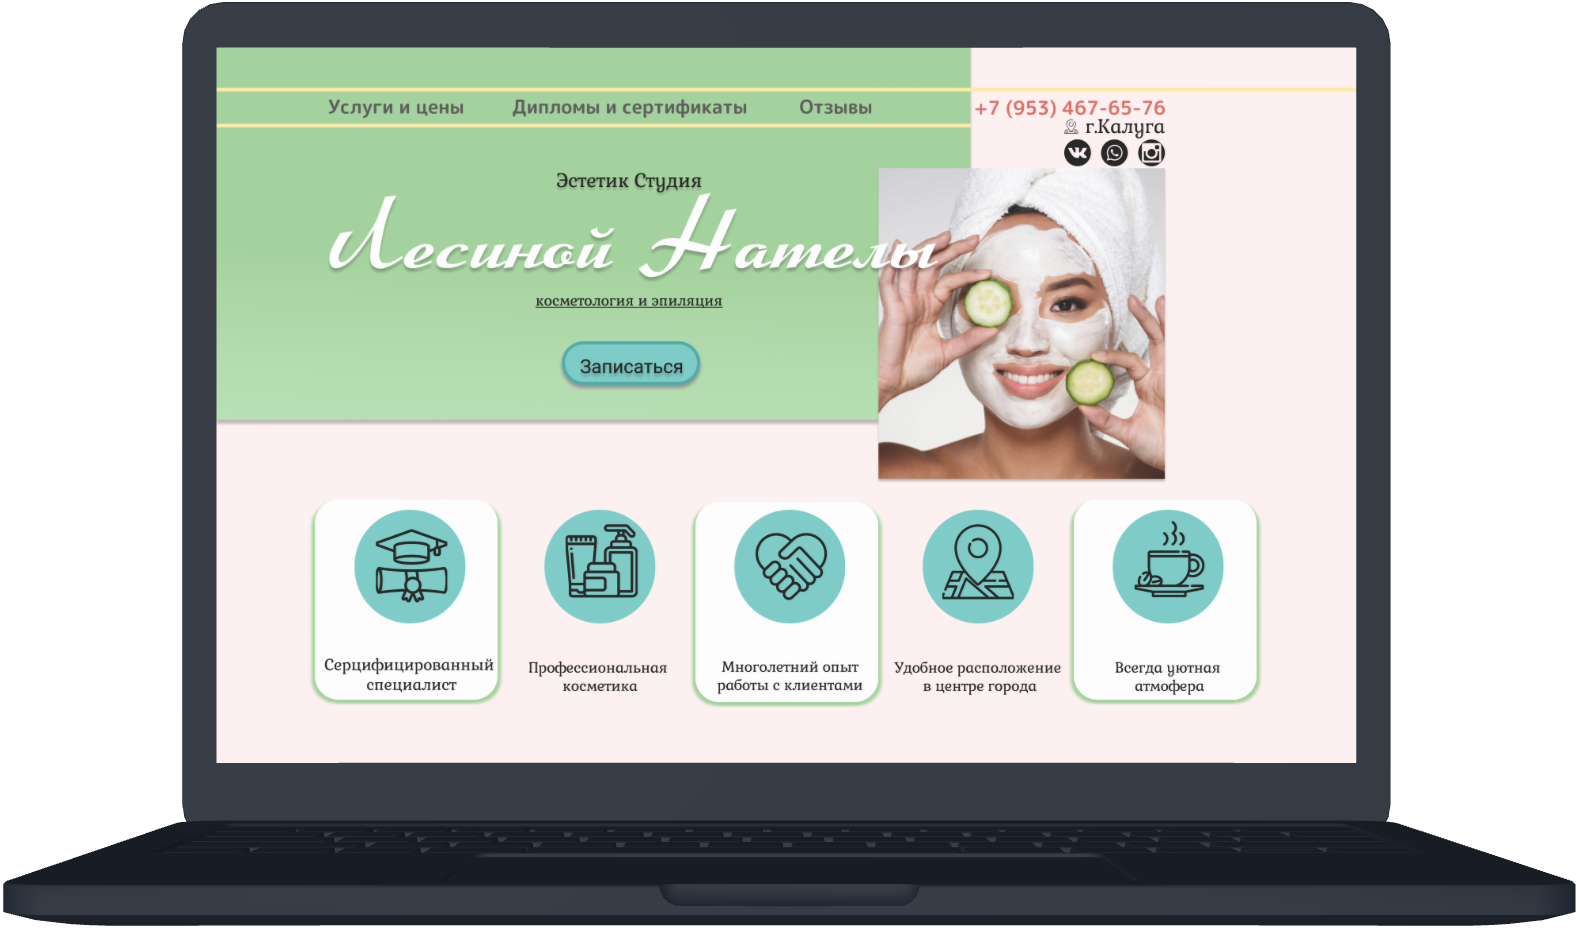 Услуги и цены Дипломы и сертификаты Отзывы
+7 (953) 467-65-76
г.Калуга
Эстетик Студия
Лесиной Нателы
косметология и эпиляция
Записаться
Серцифицированный
специалист
Профессиональная
косметика
Многолетний опыт
работы с клиентами
Удобное расположение
в центре города
Всегда уютная
атмофера